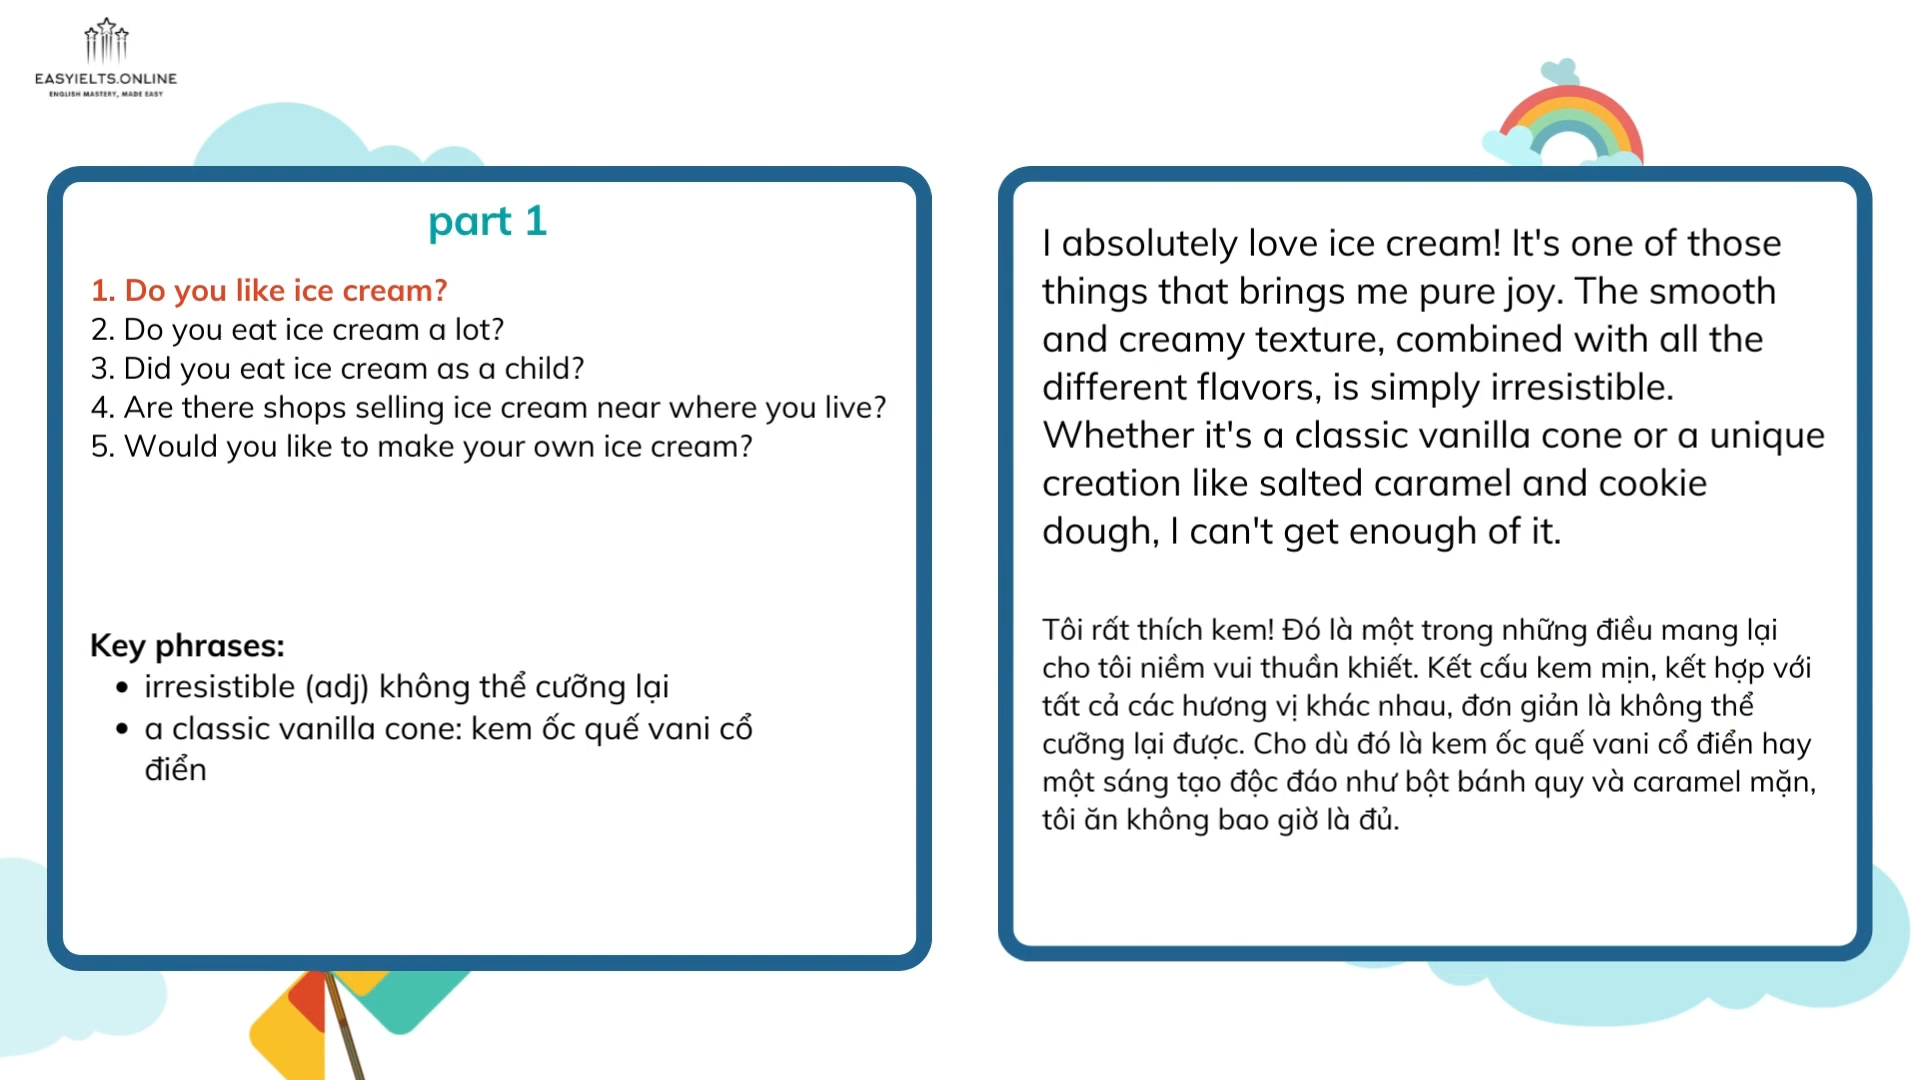 EASYIELTS.ONLINE
ENGLISH MASTERY, MADE EASY
part 1
1. Do you like ice cream?
2. Do you eat ice cream a lot?
3. Did you eat ice cream as a child?
4. Are there shops selling ice cream near where you live?
5. Would you like to make your own ice cream?
Key phrases:
• irresistible (adj) không thể cưỡng lại
• a classic vanilla cone: kem ốc quế vani cổ
điển
I absolutely love ice cream! It's one of those
things that brings me pure joy. The smooth
and creamy texture, combined with all the
different flavors, is simply irresistible.
Whether it's a classic vanilla cone or a unique
creation like salted caramel and cookie
dough, I can't get enough of it.
Tôi rất thích kem! Đó là một trong những điều mang lại
cho tôi niềm vui thuần khiết. Kết cấu kem mịn, kết hợp với
tất cả các hương vị khác nhau, đơn giản là không thể
cưỡng lại được. Cho dù đó là kem ốc quế vani cổ điển hay
một sáng tạo độc đáo như bột bánh quy và caramel mặn,
tôi ăn không bao giờ là đủ.